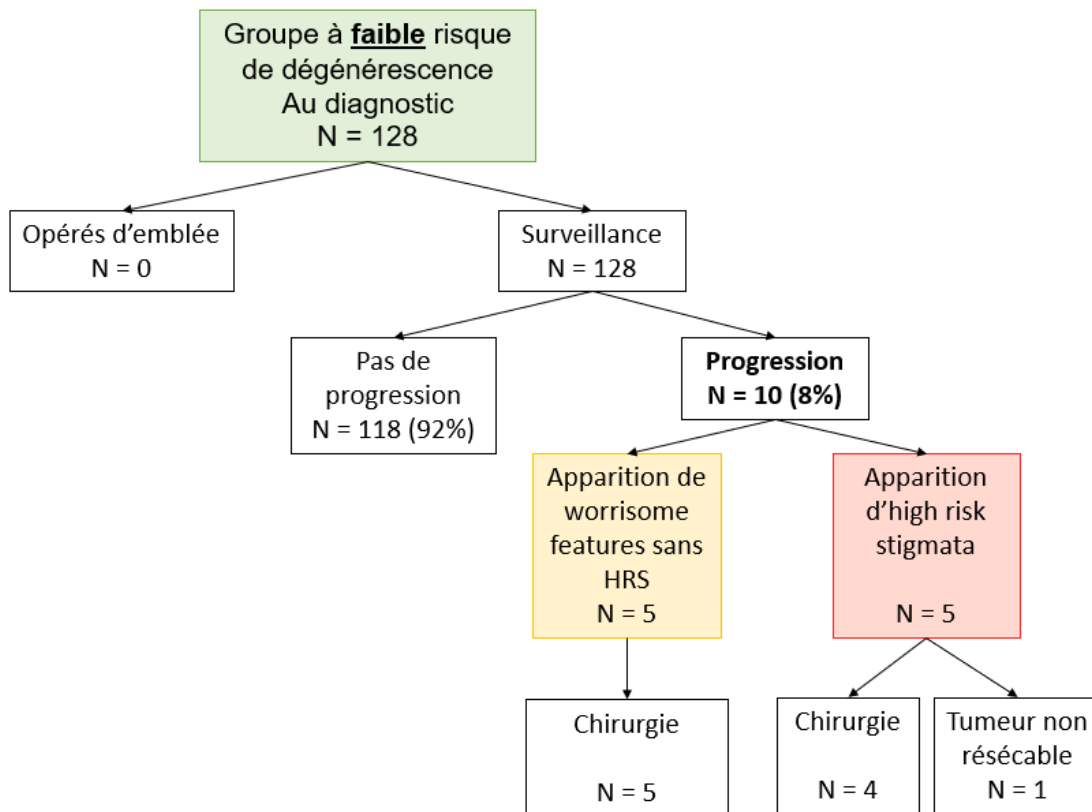 Groupe à faible risque
de dégénérescence
Au diagnostic
N = 128
Opérés d'emblée
N = 0
Surveillance
N = 128
Pas de
progression
N = 118 (92%)
Progression
N = 10 (8%)
Apparition de
worrisome
features sans
HRS
N = 5
Apparition
d'high risk
stigmata
N = 5
Chirurgie
N = 5
Chirurgie
N = 4
Tumeur non
résécable
N = 1